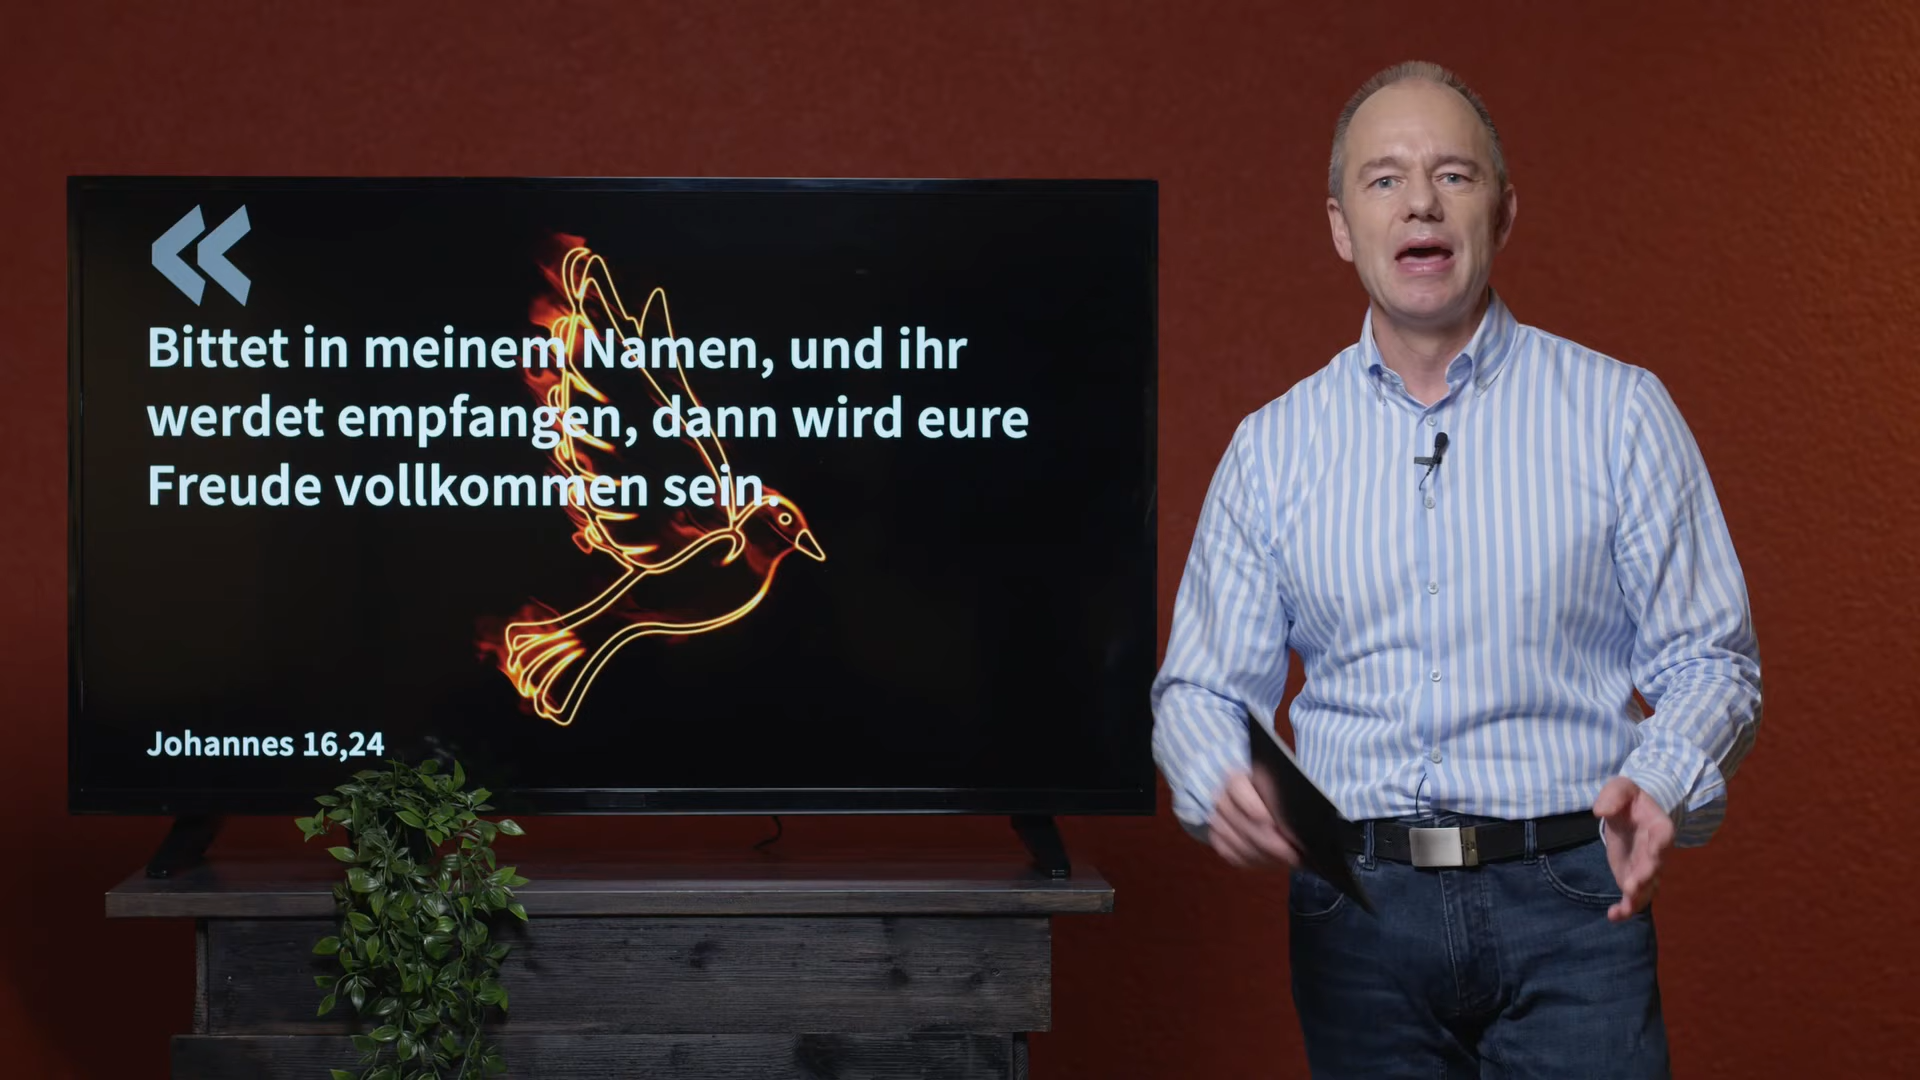 «
Bittet in meinem Namen, und ihr
werdet empfangen, dann wird eure
Freude vollkommen sein.
Johannes 16,24